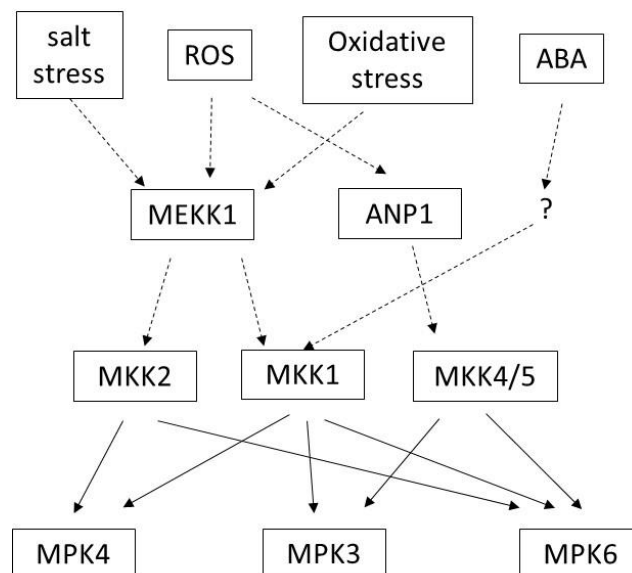 salt
stress
ROS
Oxidative
stress
ABA
MEKK1
ANP1
?
MKK2
MKK1
MKK4/5
MPK4
MPK3
MPK6